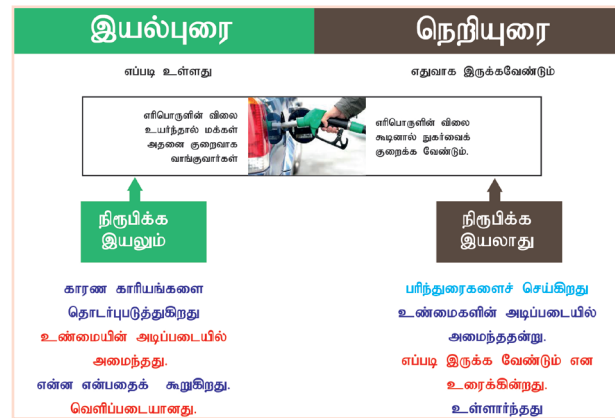 இயல்புரை
நெறியுரை
எப்படி உள்ளது
எதுவாக இருக்கவேண்டும்
எரிபொருளின் விலை
உயர்ந்தால் மக்கள்
அதனை குறைவாக
வாங்குவார்கள்
எரிபொருளின் விலை
கூடினால் நுகர்வைக்
குறைக்க வேண்டும்.
நிரூபிக்க
இயலும்
நிரூபிக்க
இயலாது
காரண காரியங்களை
தொடர்புபடுத்துகிறது
உண்மையின் அடிப்படையில்
அமைந்தது.
என்ன என்பதைக் கூறுகிறது.
வெளிப்படையானது.
பரிந்துரைகளைச் செய்கிறது
உண்மைகளின் அடிப்படையில்
அமைந்ததன்று.
எப்படி இருக்க வேண்டும் என
உரைக்கின்றது.
உள்ளார்ந்தது